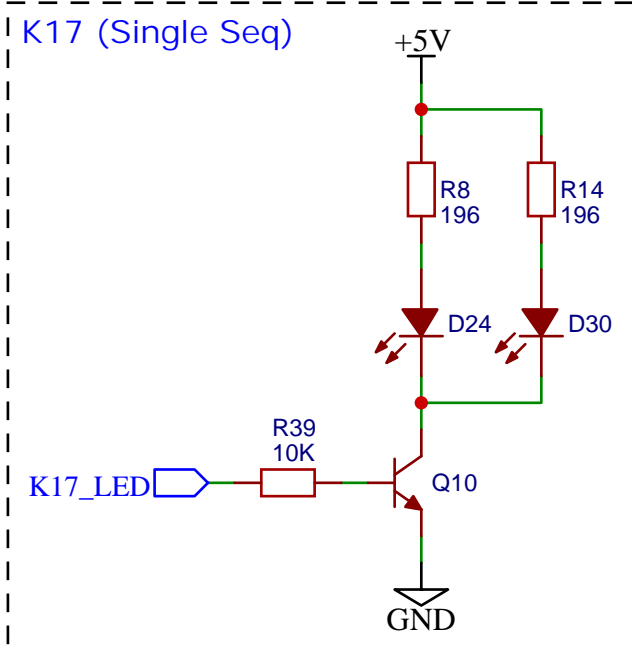 K17 (Single Seq)
+5V
R8
196
R14
196
D24
D30
R39
10K
K17_LED
Q10
GND